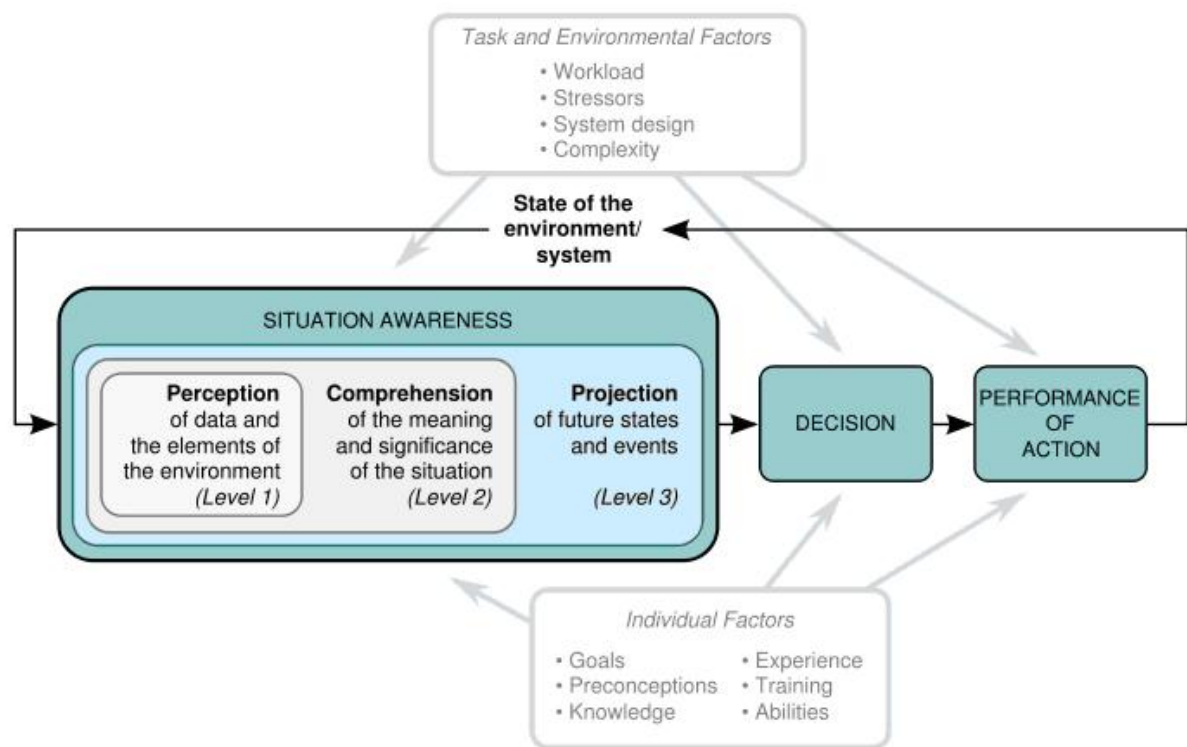 Task and Environmental Factors
• Workload
• Stressors
• System design
• Complexity
State of the
environment/
system
SITUATION AWARENESS
Perception
of data and
the elements of
the environment
(Level 1)
Comprehension
of the meaning
and significance
of the situation
(Level 2)
Projection
of future states
and events
(Level 3)
DECISION
PERFORMANCE
OF
ACTION
Individual Factors
• Goals
• Preconceptions
• Knowledge
• Experience
• Training
• Abilities